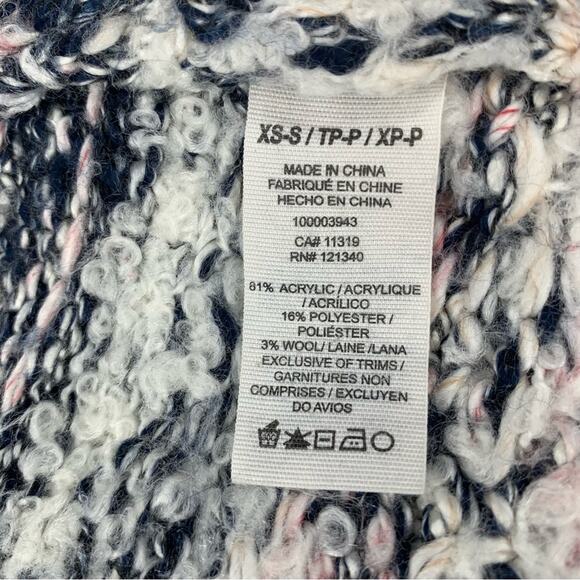 XS-S / TP-P / XP-P
MADE IN CHINA
FABRIQUÉ EN CHINE
HECHO EN CHINA
100003943
CA# 11319
RN# 121340
81% ACRYLIC / ACRYLIQUE
/ ACRÍLICO
16% POLYESTER /
POLIÉSTER
3% WOOL / LAINE / LANA
EXCLUSIVE OF TRIMS /
GARNITURES NON
COMPRISES / EXCLUYEN
DO AVIOS